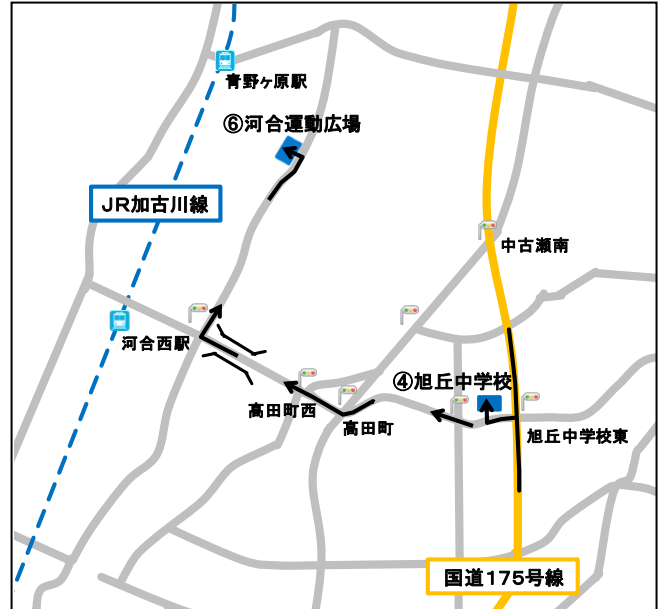 青野ヶ原駅
⑥河合運動広場
JR加古川線
中古瀬南
河合西駅
④旭丘中学校
高田町西
高田町
旭丘中学校東
国道175号線